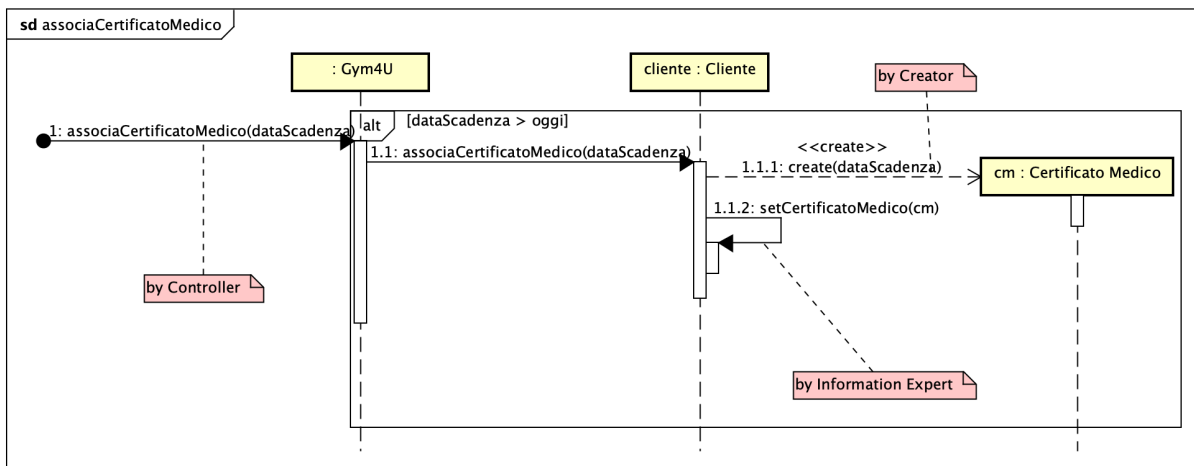 sd associaCertificatoMedico
: Gym4U
cliente : Cliente
by Creator
alt
[dataScadenza > oggi]
1: associaCertificatoMedico(dataScadenza)
1.1: associaCertificatoMedico(dataScadenza)
<<create>>
1.1.1: create(dataScadenza)
cm : Certificato Medico
1.1.2: setCertificatoMedico(cm)
by Controller
by Information Expert